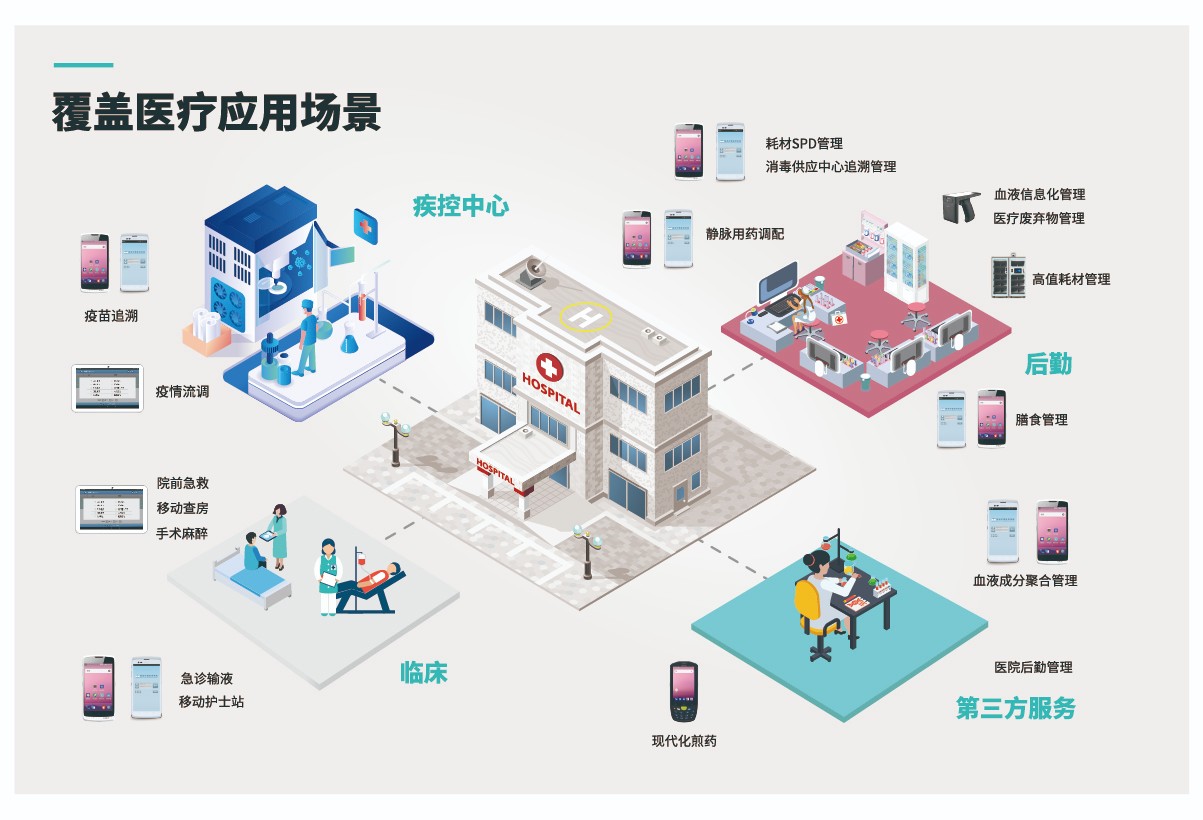 覆盖医疗应用场景
疾控中心
疫苗追溯
疫情流调
耗材SPD管理
消毒供应中心追溯管理
静脉用药调配
血液信息化管理
医疗废弃物管理
高值耗材管理
后勤
膳食管理
HOSPITAL
HOSPITAL
院前急救
移动查房
手术麻醉
急诊输液
移动护士站
临床
血液成分聚合管理
医院后勤管理
第三方服务
现代化煎药